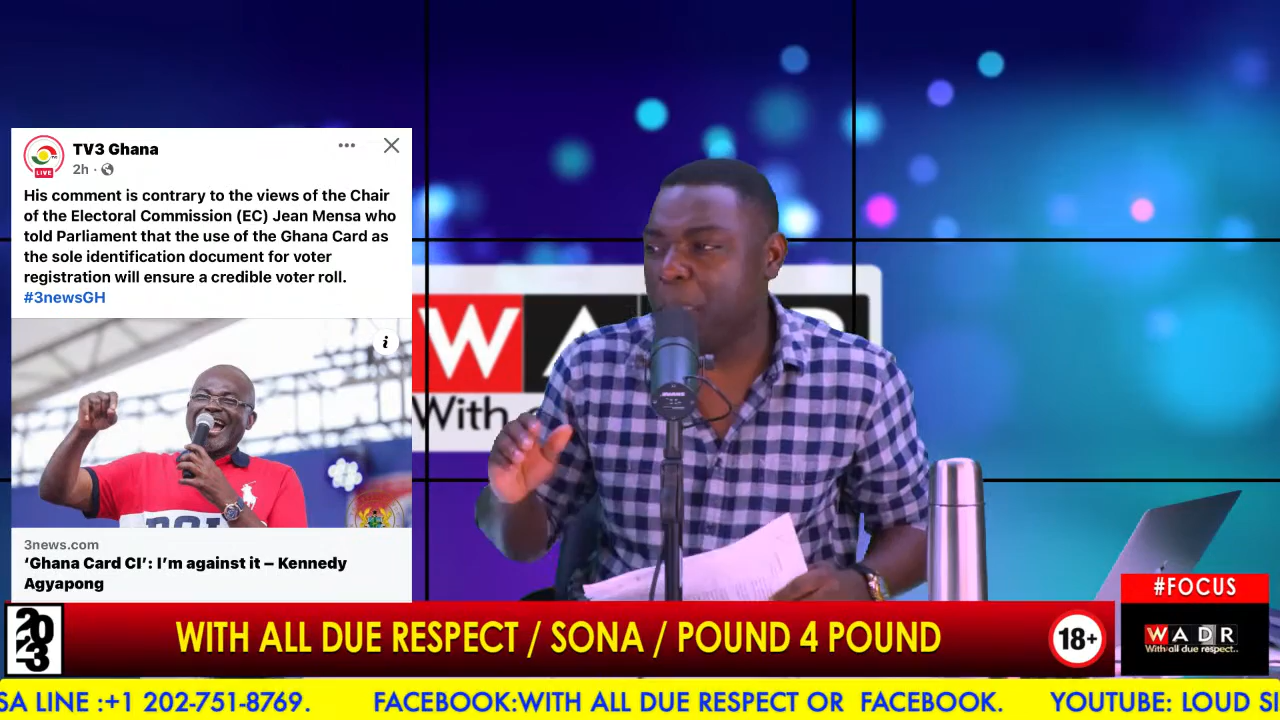 TV3 Ghana
LIVE
2h
His comment is contrary to the views of the Chair
of the Electoral Commission (EC) Jean Mensa who
told Parliament that the use of the Ghana Card as
the sole identification document for voter
registration will ensure a credible voter roll.
#3newsGH
3news.com
‘Ghana Card CI’: I’m against it – Kennedy
Agyapong
W A D R
With
#FOCUS
2023
WITH ALL DUE RESPECT / SONA / POUND 4 POUND
18+
WADR
With all due respect..
SA LINE :+1 202-751-8769. FACEBOOK:WITH ALL DUE RESPECT OR FACEBOOK. YOUTUBE: LOUD SI